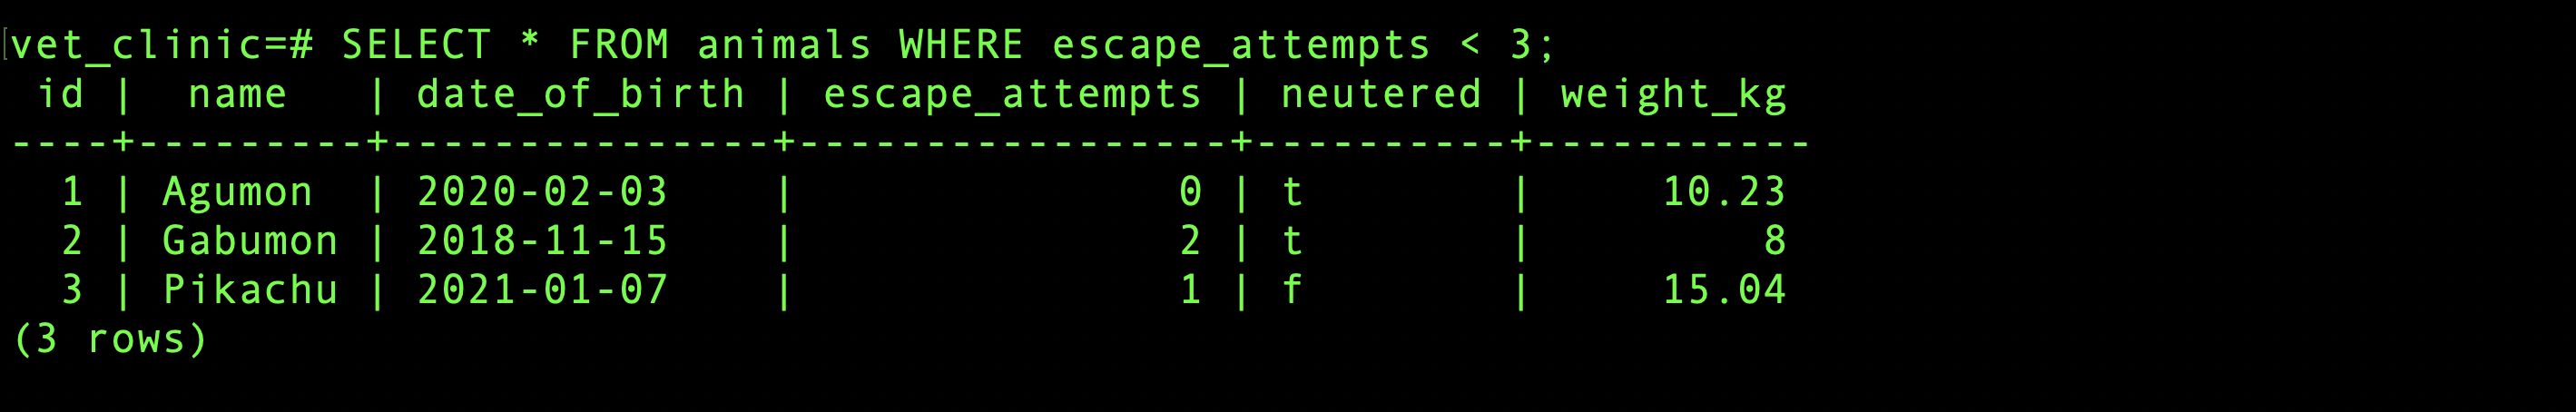 [vet_clinic=# SELECT * FROM animals WHERE escape_attempts < 3;
 id |  name   | date_of_birth | escape_attempts | neutered | weight_kg
----+---------+---------------+-----------------+----------+-----------
  1 | Agumon  | 2020-02-03    |               0 | t        |     10.23
  2 | Gabumon | 2018-11-15    |               2 | t        |         8
  3 | Pikachu | 2021-01-07    |               1 | f        |     15.04
(3 rows)